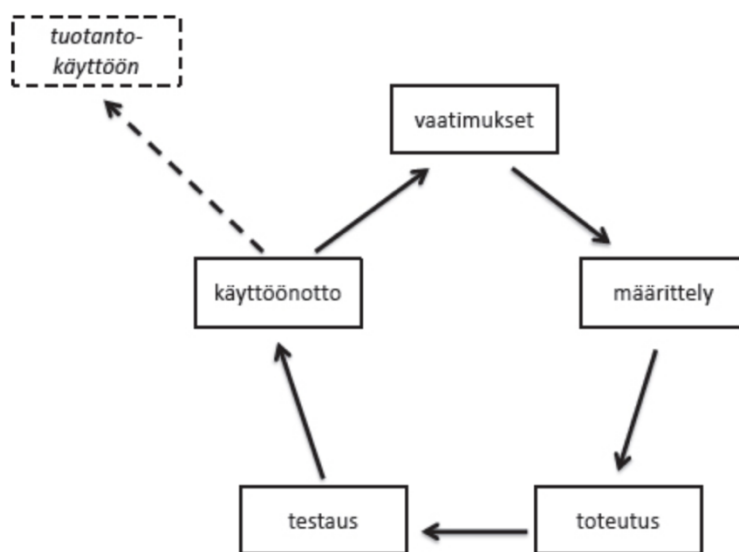 tuotanto-
käyttöön
vaatimukset
käyttöönotto
määrittely
testaus
toteutus